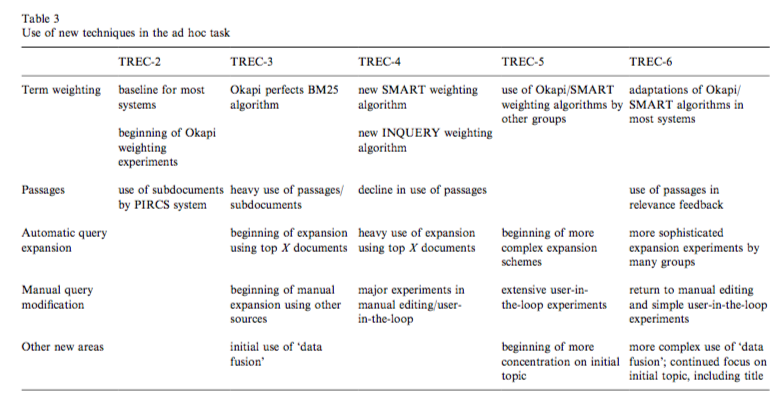 Table 3
Use of new techniques in the ad hoc task
TREC-2 TREC-3 TREC-4 TREC-5 TREC-6
Term weighting baseline for most Okapi perfects BM25 new SMART weighting use of Okapi/SMART adaptations of Okapi/
systems algorithm algorithm weighting algorithms by SMART algorithms in
other groups most systems
beginning of Okapi new INQUERY weighting
weighting algorithm
experiments
Passages use of subdocuments heavy use of passages/ decline in use of passages use of passages in
by PIRCS system subdocuments relevance feedback
Automatic query beginning of expansion heavy use of expansion beginning of more more sophisticated
expansion using top X documents using top X documents complex expansion expansion experiments by
schemes many groups
Manual query beginning of manual major experiments in extensive user-in- return to manual editing
modification expansion using other manual editing/user- the-loop experiments and simple user-in-the-loop
sources in-the-loop experiments
Other new areas initial use of ‘data beginning of more more complex use of ‘data
fusion’ concentration on initial fusion’; continued focus on
topic initial topic, including title